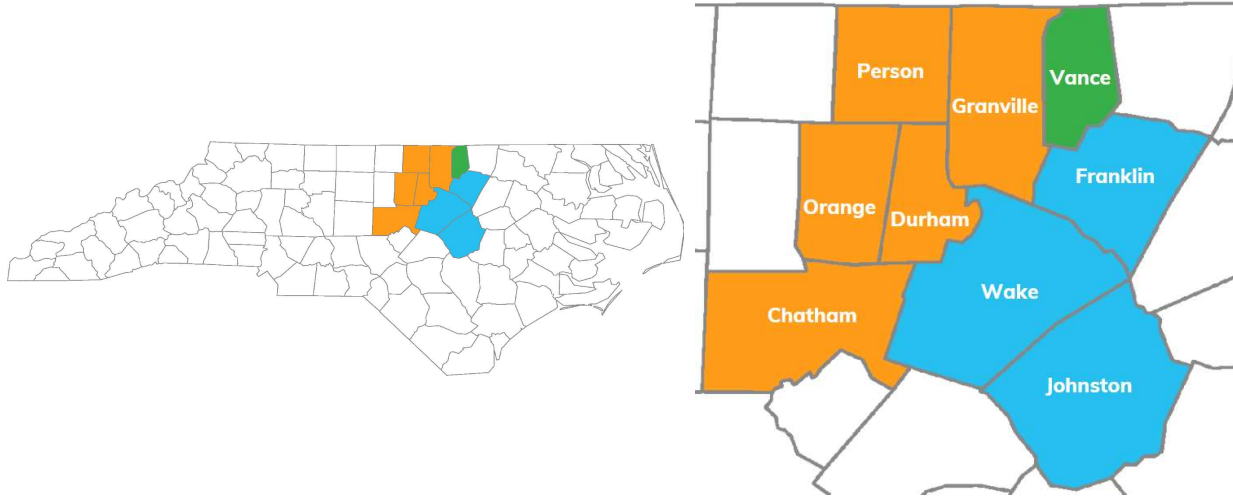 Person
Vance
Granville
Franklin
Orange
Durham
Wake
Chatham
Johnston